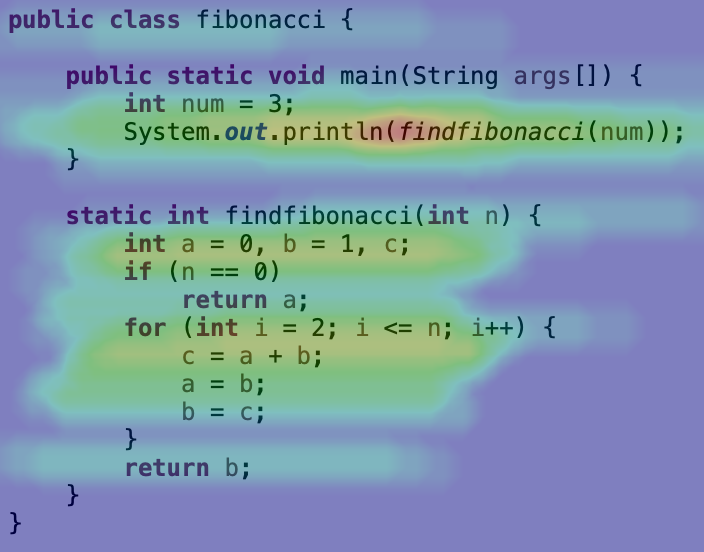 public class fibonacci {
public static void main(String args[]) {
int num = 3;
System.out.println(findfibonacci(num));
}
static int findfibonacci(int n) {
int a = 0, b = 1, c;
if (n == 0)
return a;
for (int i = 2; i <= n; i++) {
c = a + b;
a = b;
b = c;
}
return b;
}
}